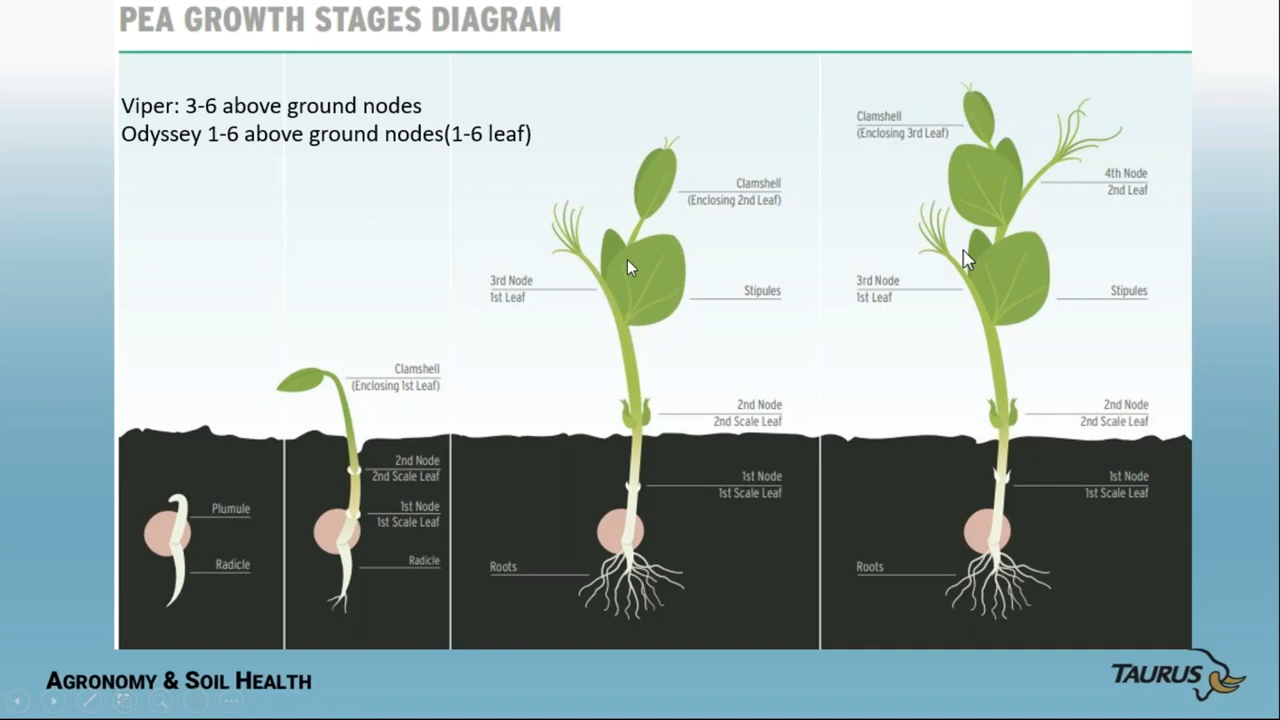 PEA GROWTH STAGES DIAGRAM
Viper: 3-6 above ground nodes
Odyssey 1-6 above ground nodes(1-6 leaf)
Plumule
Radicle
Clamshell
(Enclosing 1st Leaf)
2nd Node
2nd Scale Leaf
1st Node
1st Scale Leaf
Radicle
Clamshell
(Enclosing 2nd Leaf)
3rd Node
1st Leaf
Stipules
2nd Node
2nd Scale Leaf
1st Node
1st Scale Leaf
Roots
Clamshell
(Enclosing 3rd Leaf)
4th Node
2nd Leaf
3rd Node
1st Leaf
Stipules
2nd Node
2nd Scale Leaf
1st Node
1st Scale Leaf
Roots
AGRONOMY & SOIL HEALTH
TAURUS